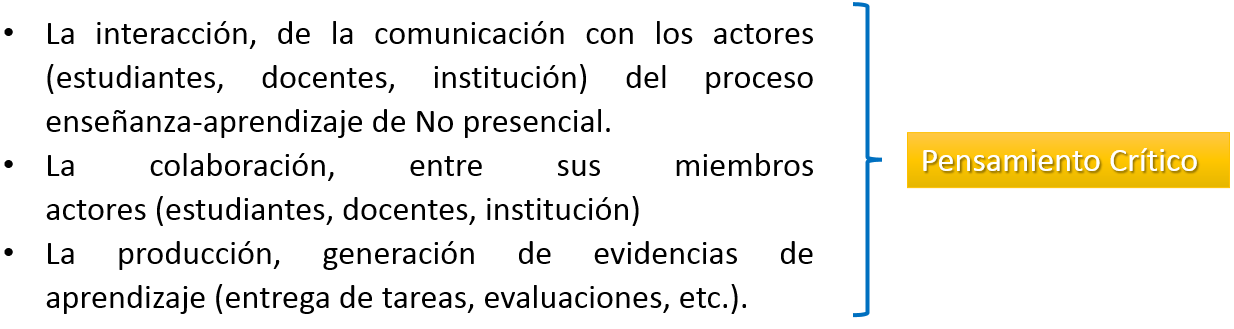 • La interacción, de la comunicación con los actores
(estudiantes, docentes, institución) del proceso
enseñanza-aprendizaje de No presencial.
• La colaboración, entre sus miembros
actores (estudiantes, docentes, institución)
• La producción, generación de evidencias de
aprendizaje (entrega de tareas, evaluaciones, etc.).
Pensamiento Crítico